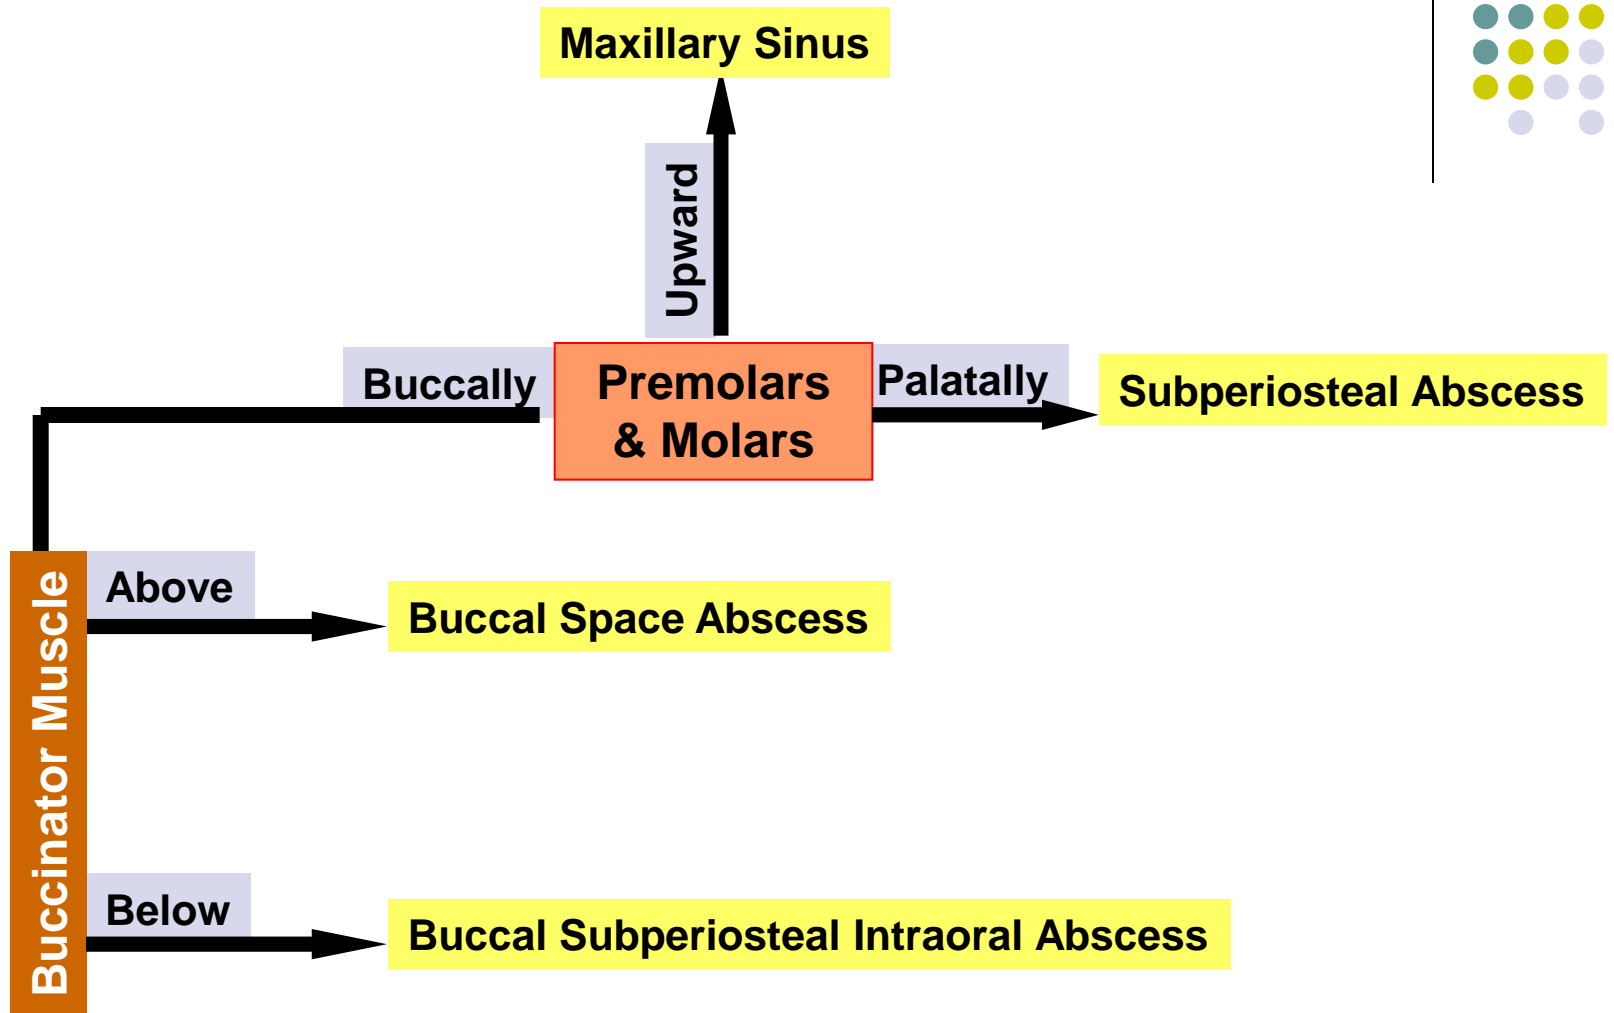 Maxillary Sinus
Upward
Buccally
Premolars
& Molars
Palatally
Subperiosteal Abscess
Buccinator Muscle
Above
Buccal Space Abscess
Below
Buccal Subperiosteal Intraoral Abscess